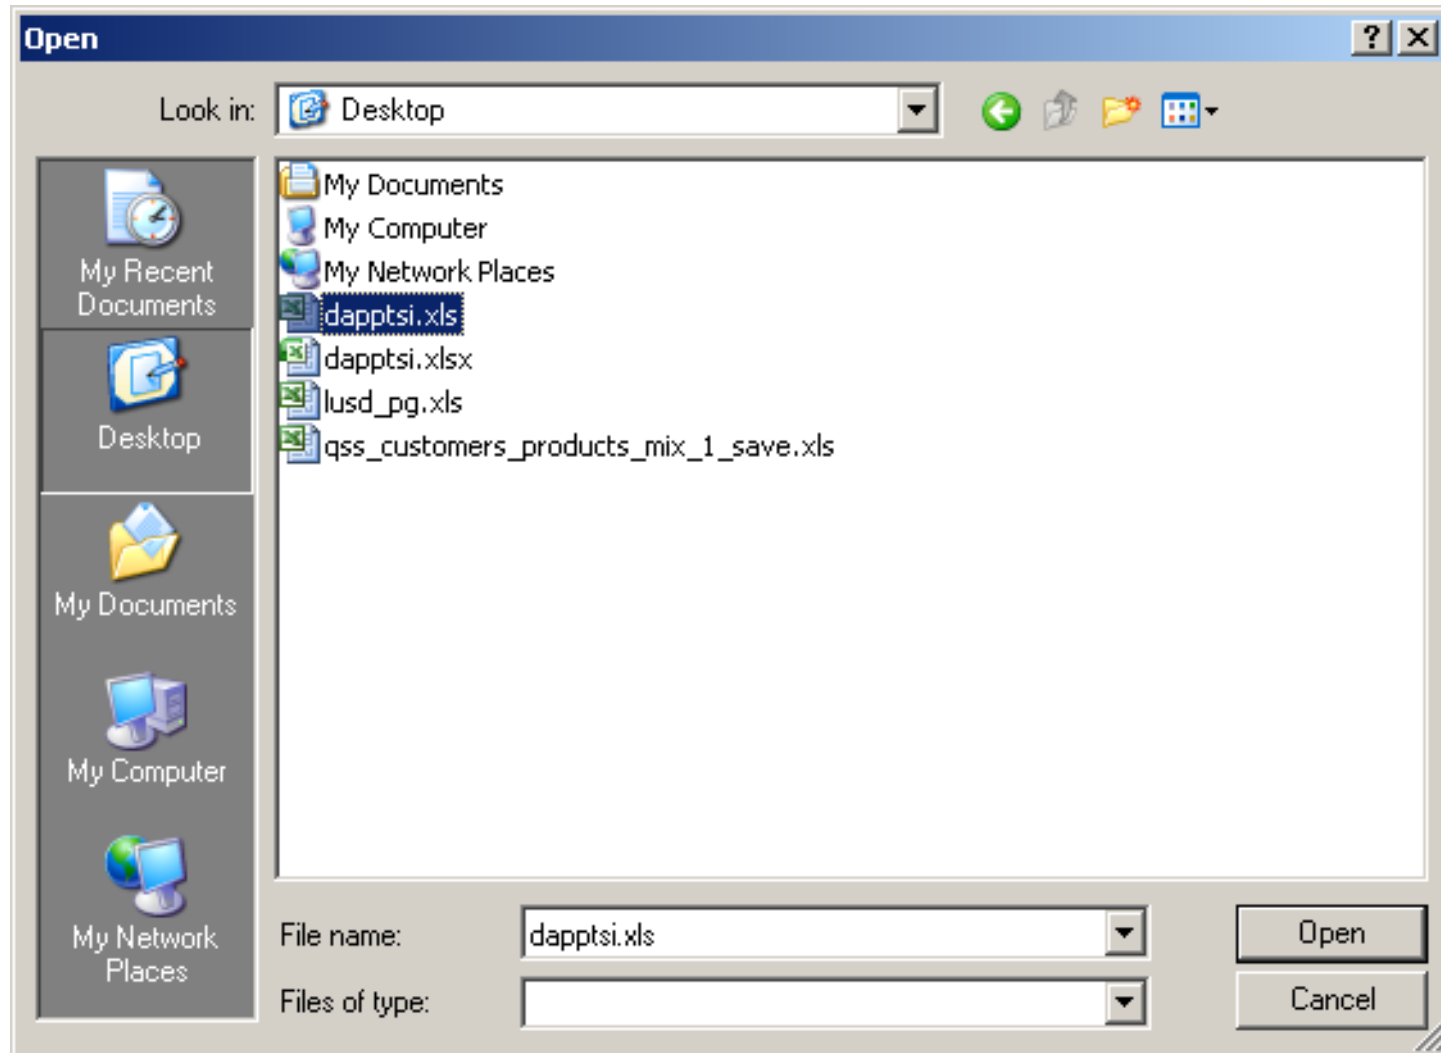 Open
Look in: Desktop
My Recent
Documents
Desktop
My Documents
My Computer
My Network
Places
My Documents
My Computer
My Network Places
dapptsi.xls
dapptsi.xlsx
lusd_pg.xls
qss_customers_products_mix_1_save.xls
File name: dapptsi.xls Open
Files of type: Cancel